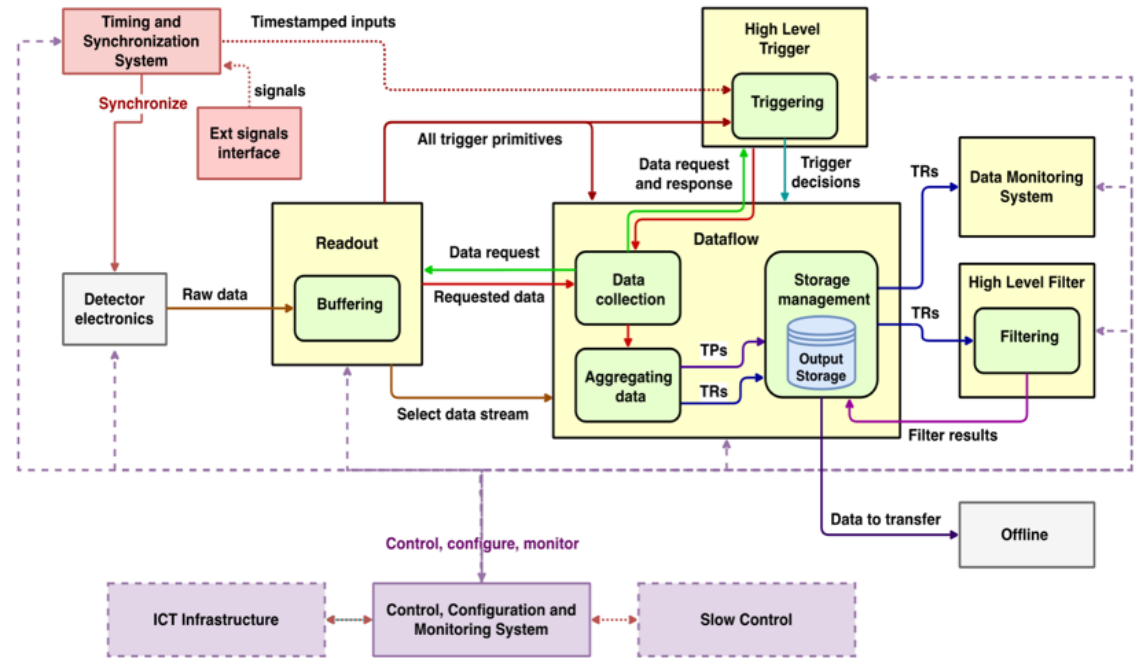 Timing and
Synchronization
System
Timestamped inputs
High Level
Trigger
Triggering
signals
Synchronize
Ext signals
interface
All trigger primitives
Data request
and response
Trigger
decisions
TRs
Data Monitoring
System
Readout
Buffering
Data request
Requested data
Dataflow
Data
collection
Storage
management
Output
Storage
High Level Filter
TRs
Filtering
Detector
electronics
Raw data
Aggregating
data
TPs
TRs
Select data stream
Filter results
Data to transfer
Offline
Control, configure, monitor
ICT Infrastructure
Control, Configuration and
Monitoring System
Slow Control